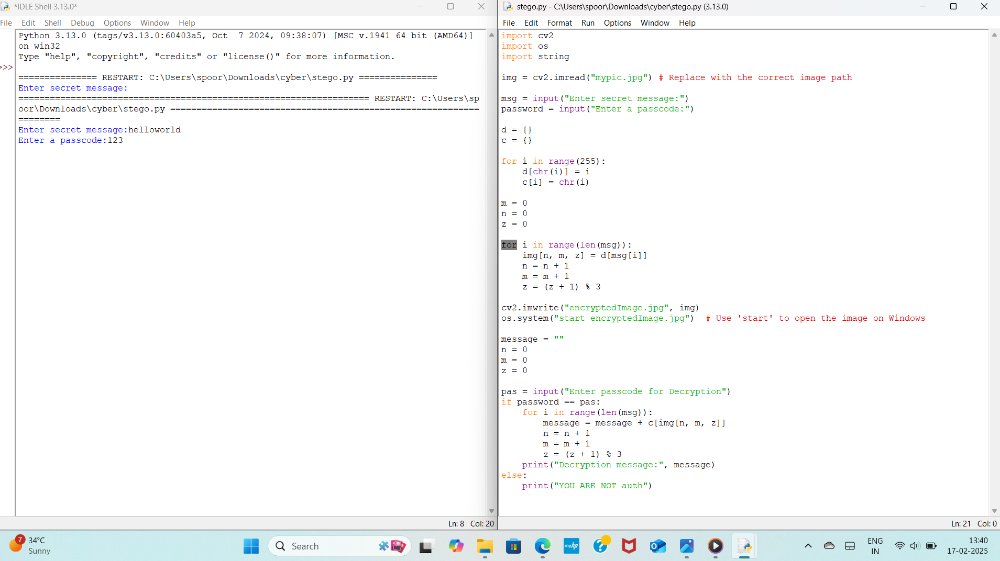 *IDLE Shell 3.13.0*
File Edit Shell Debug Options Window Help
Python 3.13.0 (tags/v3.13.0:60403a5, Oct  7 2024, 09:38:07) [MSC v.1941 64 bit (AMD64)]
on win32
Type "help", "copyright", "credits" or "license()" for more information.
>>>
=============== RESTART: C:\Users\spoor\Downloads\cyber\stego.py ===============
Enter secret message:
=================================================================== RESTART: C:\Users\sp
oor\Downloads\cyber\stego.py ===========================================================
========
Enter secret message:helloworld
Enter a passcode:123
Ln: 8 Col: 20
stego.py - C:\Users\spoor\Downloads\cyber\stego.py (3.13.0)
File Edit Format Run Options Window Help
import cv2
import os
import string
img = cv2.imread("mypic.jpg") # Replace with the correct image path
msg = input("Enter secret message:")
password = input("Enter a passcode:")
d = {}
c = {}
for i in range(255):
    d[chr(i)] = i
    c[i] = chr(i)
m = 0
n = 0
z = 0
for i in range(len(msg)):
    img[n, m, z] = d[msg[i]]
    n = n + 1
    m = m + 1
    z = (z + 1) % 3
cv2.imwrite("encryptedImage.jpg", img)
os.system("start encryptedImage.jpg")  # Use 'start' to open the image on Windows
message = ""
n = 0
m = 0
z = 0
pas = input("Enter passcode for Decryption")
if password == pas:
    for i in range(len(msg)):
        message = message + c[img[n, m, z]]
        n = n + 1
        m = m + 1
        z = (z + 1) % 3
    print("Decryption message:", message)
else:
    print("YOU ARE NOT auth")
Ln: 21 Col: 0
7
34°C
Sunny
Search
myhp
ENG
IN
13:40
17-02-2025